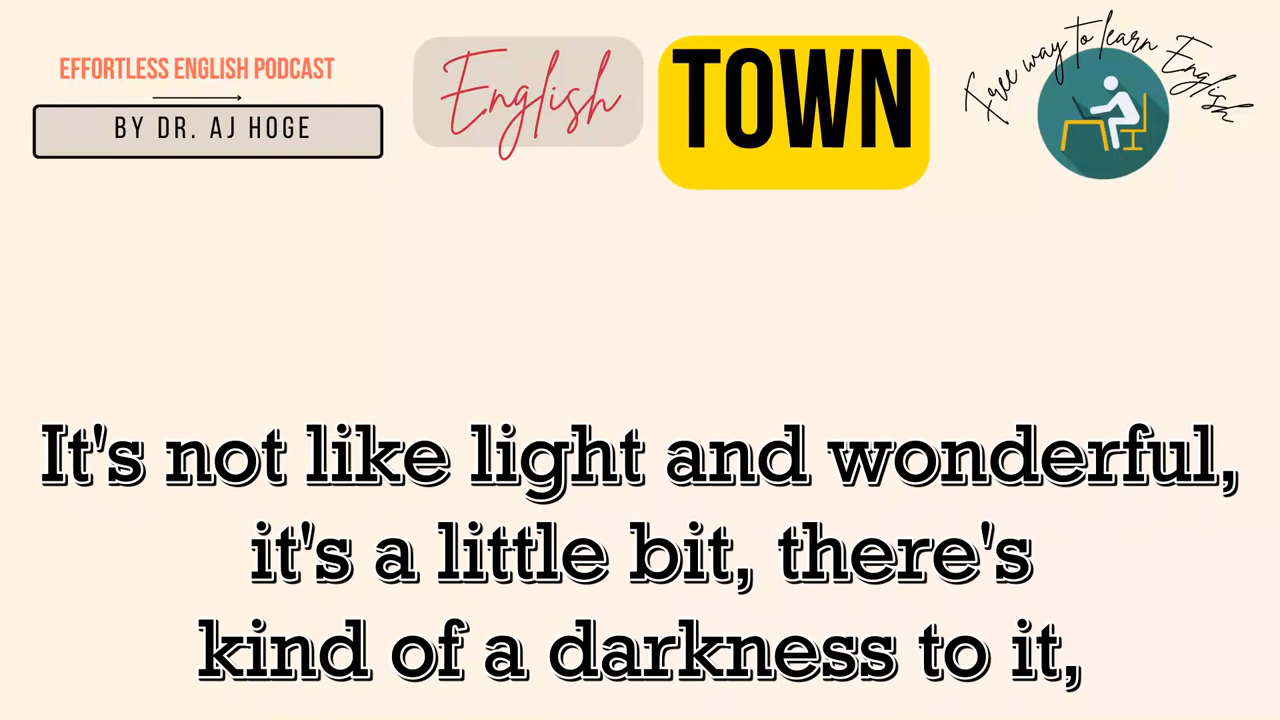 EFFORTLESS ENGLISH PODCAST
BY DR. AJ HOGE
English
TOWN
Free way to learn English
It's not like light and wonderful,
it's a little bit, there's
kind of a darkness to it,